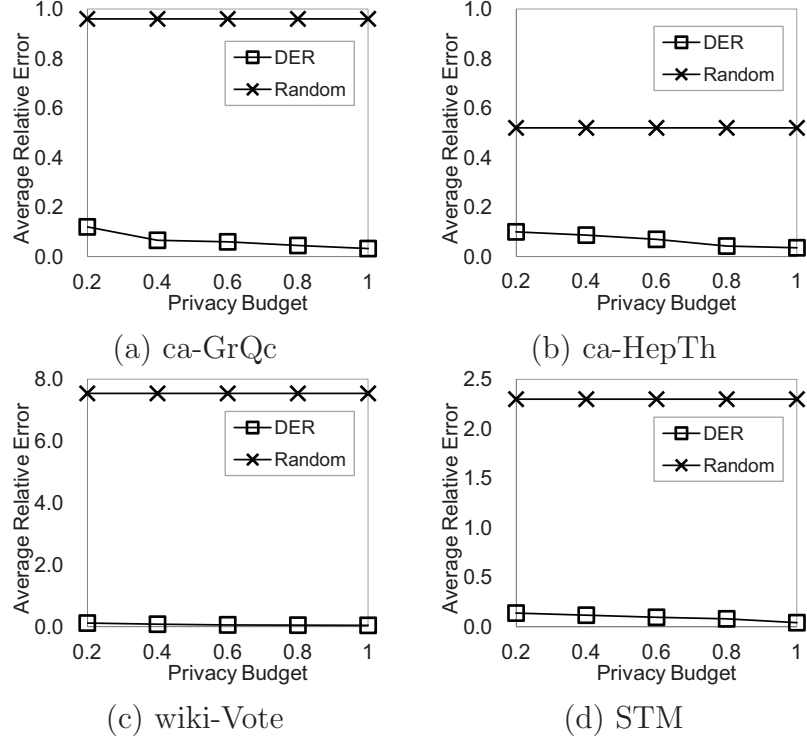 Average Relative Error
1.0
0.8
0.6
0.4
0.2
0.0
DER
Random
0.2 0.4 0.6 0.8 1
Privacy Budget
(a) ca-GrQc
Average Relative Error
1.0
0.8
0.6
0.4
0.2
0.0
DER
Random
0.2 0.4 0.6 0.8 1
Privacy Budget
(b) ca-HepTh
Average Relative Error
8.0
6.0
4.0
2.0
0.0
DER
Random
0.2 0.4 0.6 0.8 1
Privacy Budget
(c) wiki-Vote
Average Relative Error
2.5
2.0
1.5
1.0
0.5
0.0
DER
Random
0.2 0.4 0.6 0.8 1
Privacy Budget
(d) STM